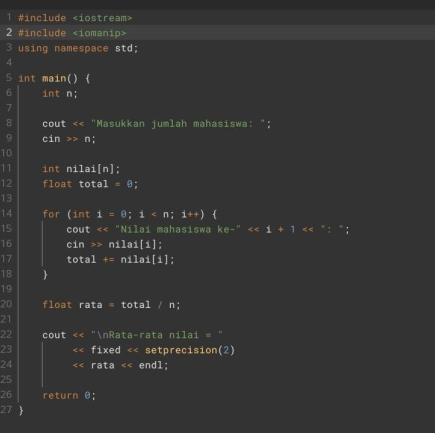 1 #include <iostream>
2 #include <iomanip>
3 using namespace std;
4
5 int main() {
6     int n;
7
8     cout << "Masukkan jumlah mahasiswa: ";
9     cin >> n;
10
11     int nilai[n];
12     float total = 0;
13
14     for (int i = 0; i < n; i++) {
15         cout << "Nilai mahasiswa ke-" << i + 1 << ": ";
16         cin >> nilai[i];
17         total += nilai[i];
18     }
19
20     float rata = total / n;
21
22     cout << "\nRata-rata nilai = "
23          << fixed << setprecision(2)
24          << rata << endl;
25
26     return 0;
27 }